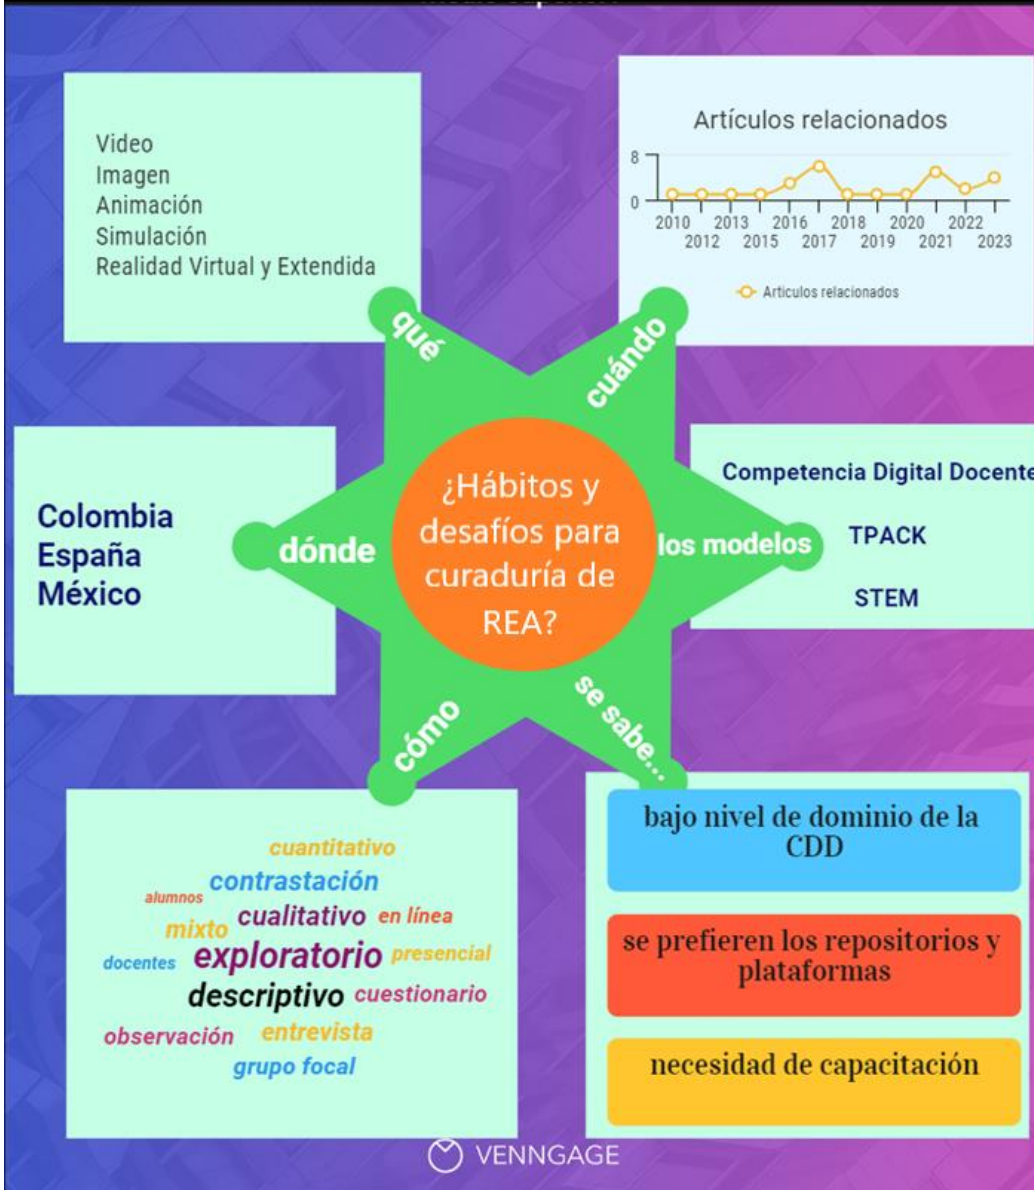 Video
Imagen
Animación
Simulación
Realidad Virtual y Extendida
qué
Artículos relacionados
8
0
2010 2013 2016 2018 2020 2022
2012 2015 2017 2019 2021 2023
Articulos relacionados
cuándo
Colombia
España
México
dónde
¿Hábitos y
desafíos para
curaduría de
REA?
los modelos
Competencia Digital Docente
TPACK
STEM
cómo
cuantitativo
contrastación
alumnos
mixto cualitativo en línea
docentes exploratorio presencial
descriptivo cuestionario
observación entrevista
grupo focal
se sabe...
bajo nivel de dominio de la
CDD
se prefieren los repositorios y
plataformas
necesidad de capacitación
VENNGAGE